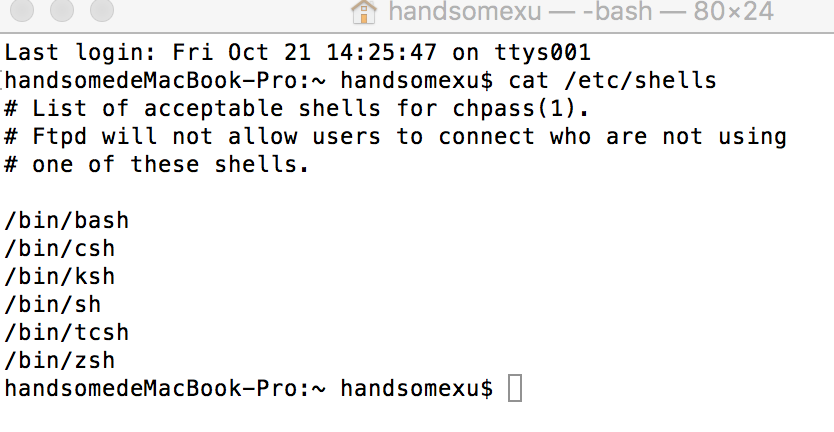 handsomexu — -bash — 80×24
Last login: Fri Oct 21 14:25:47 on ttys001
handsomedeMacBook-Pro:~ handsomexu$ cat /etc/shells
# List of acceptable shells for chpass(1).
# Ftpd will not allow users to connect who are not using
# one of these shells.
/bin/bash
/bin/csh
/bin/ksh
/bin/sh
/bin/tcsh
/bin/zsh
handsomedeMacBook-Pro:~ handsomexu$